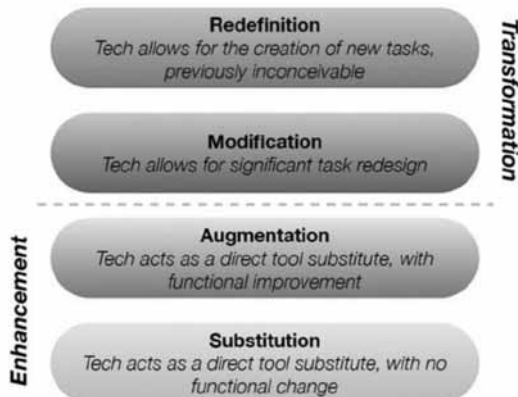 Redefinition
Tech allows for the creation of new tasks,
previously inconceivable
Modification
Tech allows for significant task redesign
Transformation
Augmentation
Tech acts as a direct tool substitute, with
functional improvement
Substitution
Tech acts as a direct tool substitute, with no
functional change
Enhancement